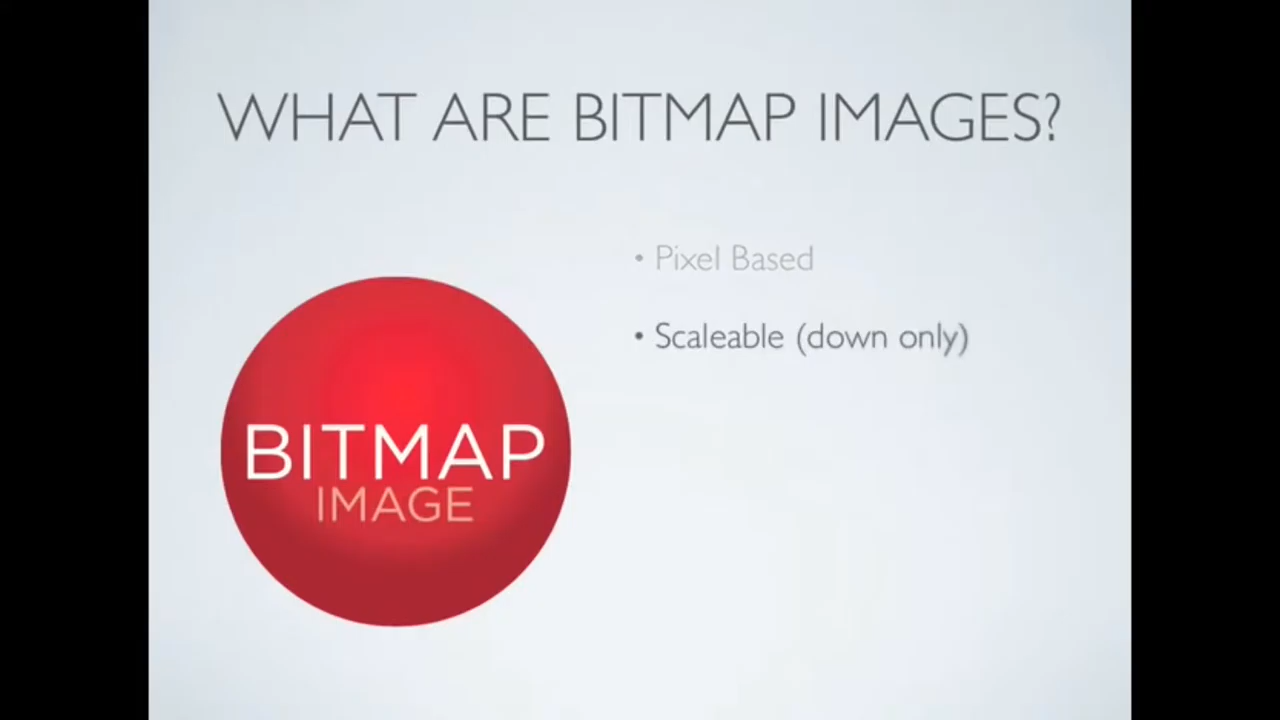 WHAT ARE BITMAP IMAGES?
• Pixel Based
• Scaleable (down only)
BITMAP
IMAGE